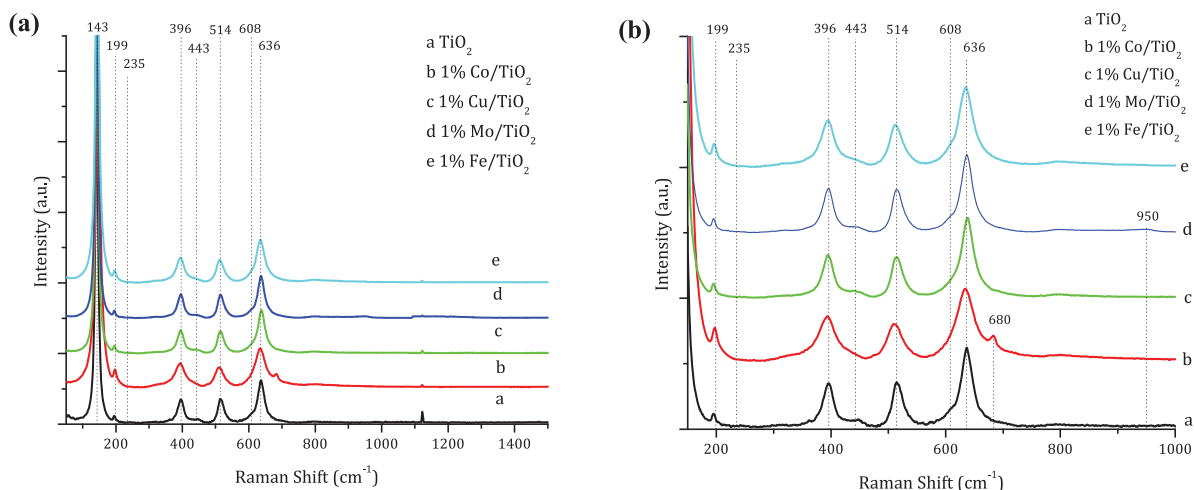 (a)
143
199
235
396
443
514
608
636
a TiO₂
b 1% Co/TiO₂
c 1% Cu/TiO₂
d 1% Mo/TiO₂
e 1% Fe/TiO₂
e
d
c
b
a
Intensity (a.u.)
200 400 600 800 1000 1200 1400
Raman Shift (cm⁻¹)
(b)
199
235
396
443
514
608
636
a TiO₂
b 1% Co/TiO₂
c 1% Cu/TiO₂
d 1% Mo/TiO₂
e 1% Fe/TiO₂
e
950
d
c
680
b
a
Intensity (a.u.)
200 400 600 800 1000
Raman Shift (cm⁻¹)